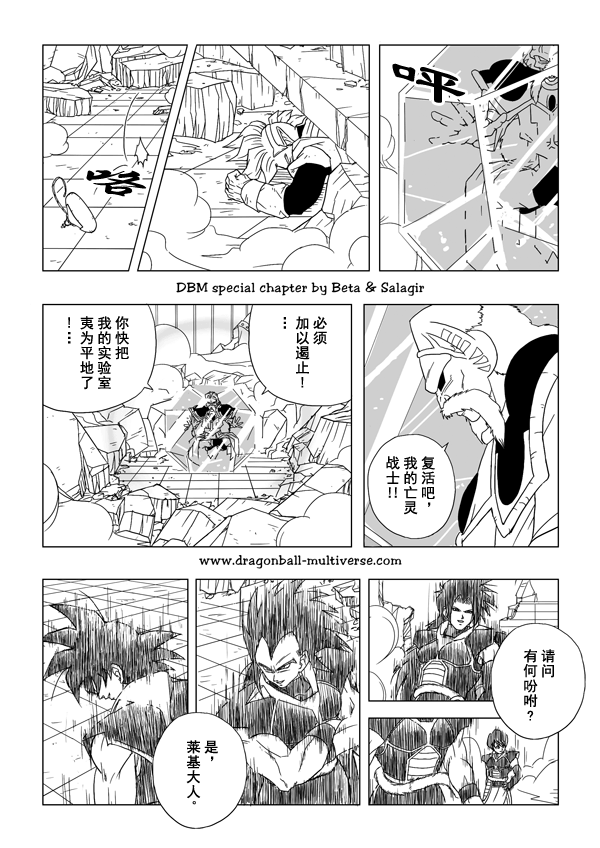 咯
呯
DBM special chapter by Beta & Salagir
你快把
我的实验室
夷为平地了
！……
必须
加以遏止！
……
复活吧，
我的亡灵
战士!!
www.dragonball-multiverse.com
是，
莱基大人。
请问
有何吩咐？